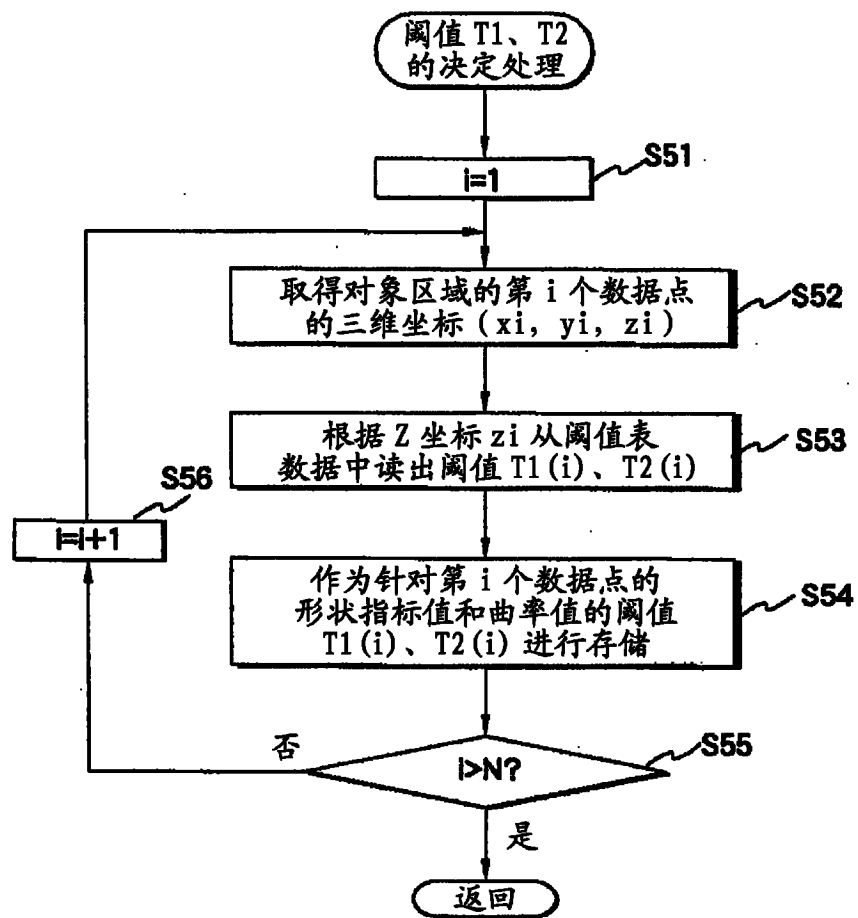 阈值 T1、T2
的决定处理
S51
i=1
取得对象区域的第 i 个数据点
的三维坐标（xi, yi, zi）
S52
根据 Z 坐标 zi 从阈值表
数据中读出阈值 T1(i)、T2(i)
S53
S56
i=i+1
作为针对第 i 个数据点的
形状指标值和曲率值的阈值
T1(i)、T2(i) 进行存储
S54
否
i>N?
S55
是
返回